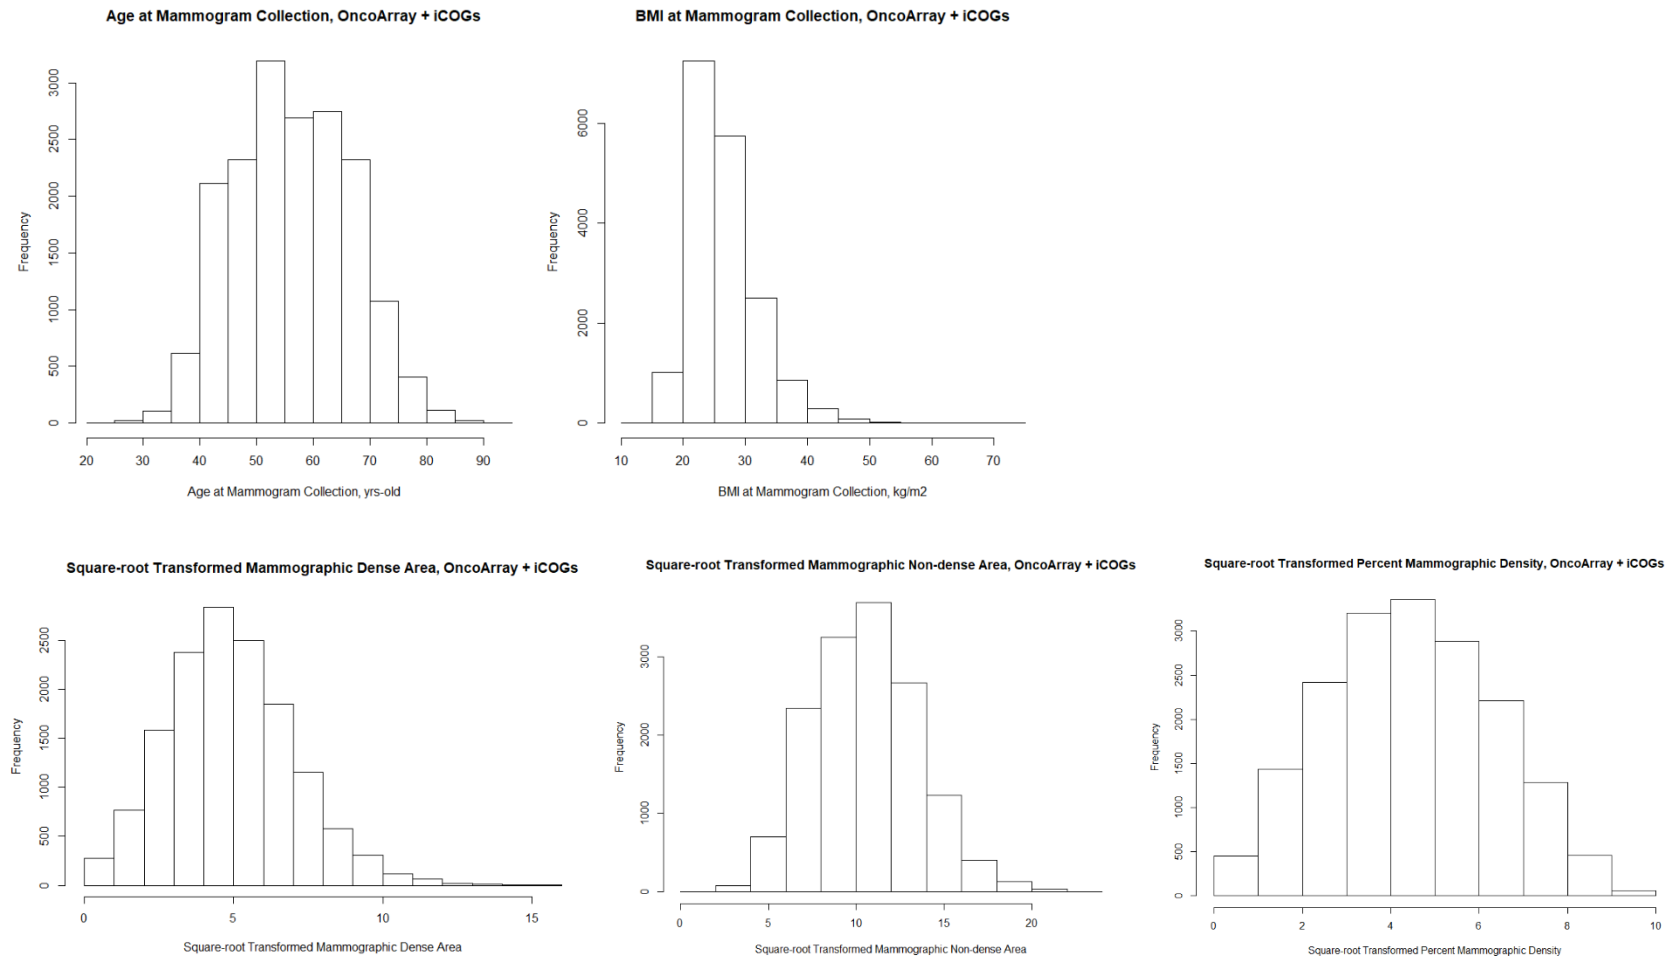 Age at Mammogram Collection, OncoArray + iCOGs
Frequency
0 500 1000 1500 2000 2500 3000
20 30 40 50 60 70 80 90
Age at Mammogram Collection, yrs-old
BMI at Mammogram Collection, OncoArray + iCOGs
Frequency
0 2000 4000 6000
10 20 30 40 50 60 70
BMI at Mammogram Collection, kg/m2
Square-root Transformed Mammographic Dense Area, OncoArray + iCOGs
Frequency
0 500 1000 1500 2000 2500
0 5 10 15
Square-root Transformed Mammographic Dense Area
Square-root Transformed Mammographic Non-dense Area, OncoArray + iCOGs
Frequency
0 1000 2000 3000
0 5 10 15 20
Square-root Transformed Mammographic Non-dense Area
Square-root Transformed Percent Mammographic Density, OncoArray + iCOGs
Frequency
0 500 1000 1500 2000 2500 3000
0 2 4 6 8 10
Square-root Transformed Percent Mammographic Density